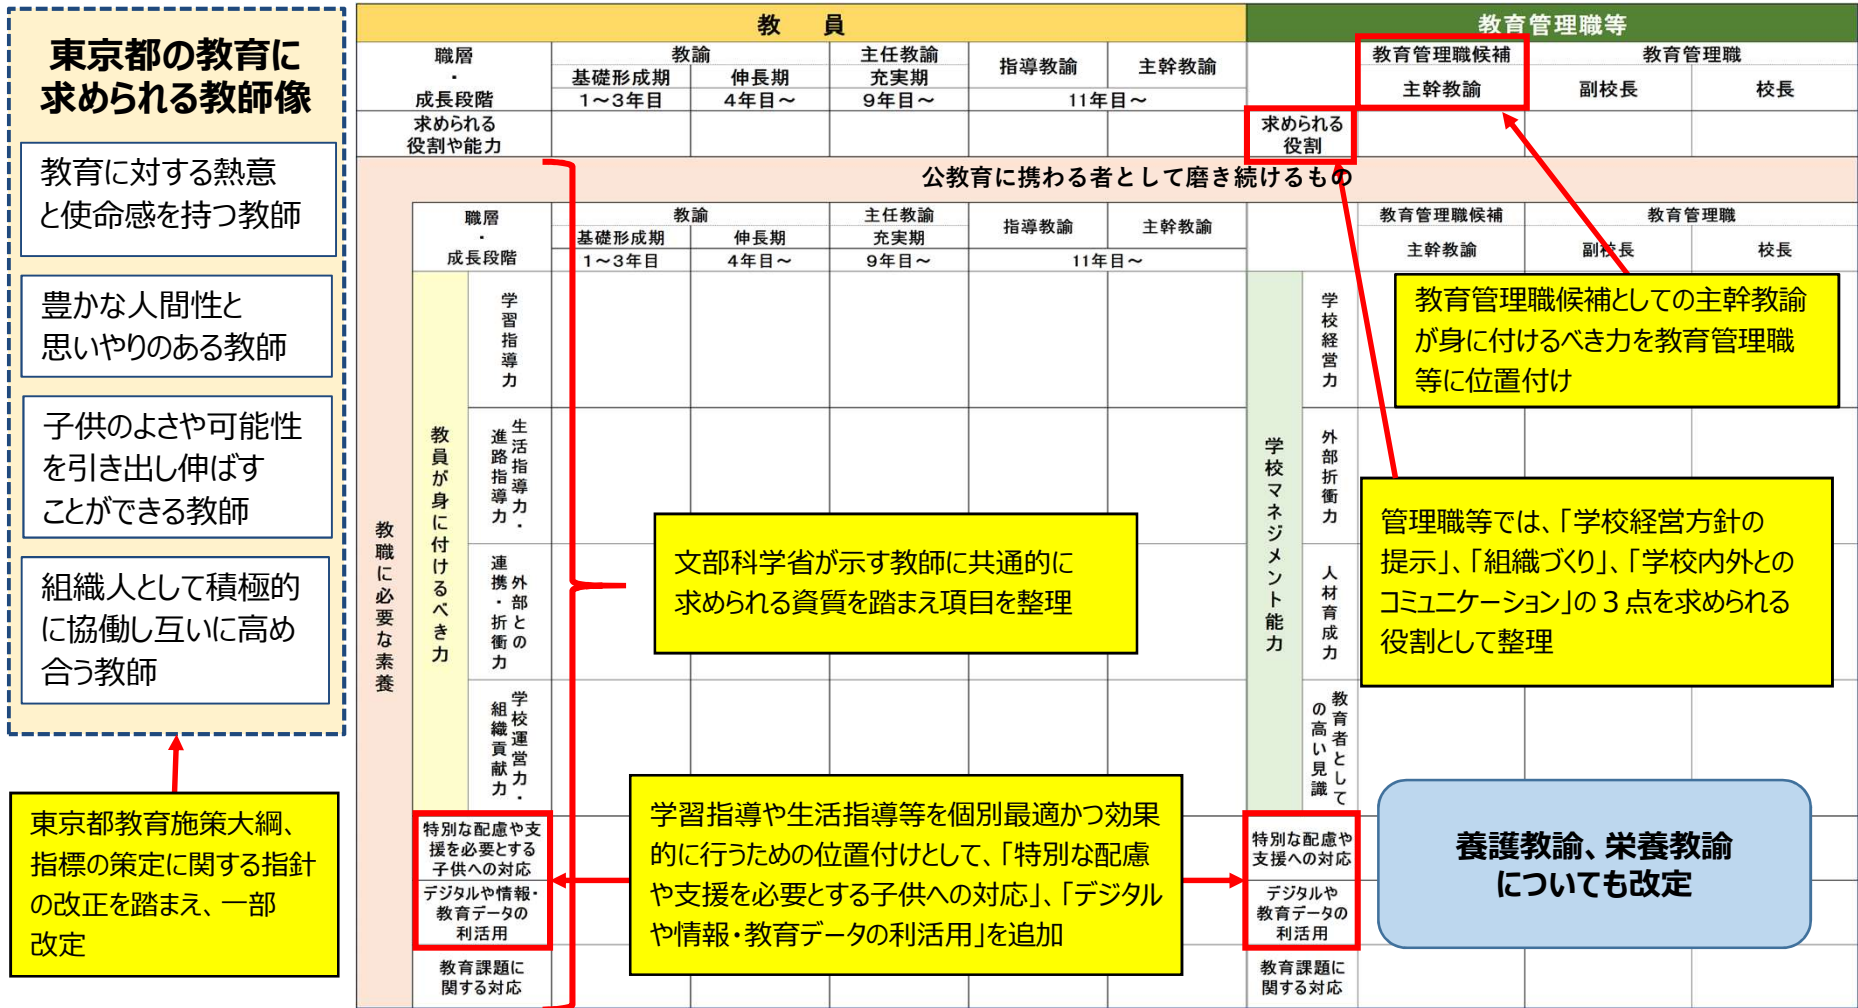 東京都の教育に
求められる教師像
教育に対する熱意
と使命感を持つ教師
豊かな人間性と
思いやりのある教師
子供のよさや可能性
を引き出し伸ばす
ことができる教師
組織人として積極的
に協働し互いに高め
合う教師
東京都教育施策大綱、
指標の策定に関する指針
の改正を踏まえ、一部
改定
教　員
教育管理職等
職層
・
成長段階
教諭
主任教諭
指導教諭
主幹教諭
教育管理職候補
教育管理職
基礎形成期
伸長期
充実期
主幹教諭
副校長
校長
1～3年目
4年目～
9年目～
11年目～
求められる
役割や能力
求められる
役割
公教育に携わる者として磨き続けるもの
職層
・
成長段階
教諭
主任教諭
指導教諭
主幹教諭
教育管理職候補
教育管理職
基礎形成期
伸長期
充実期
主幹教諭
副校長
校長
1～3年目
4年目～
9年目～
11年目～
教職に必要な素養
教員が身に付けるべき力
学習指導力
生活指導力・
進路指導力
外部との
連携・折衝力
学校運営力・
組織貢献力
特別な配慮や支
援を必要とする
子供への対応
デジタルや情報・
教育データの
利活用
教育課題に
関する対応
文部科学省が示す教師に共通的に
求められる資質を踏まえ項目を整理
学習指導や生活指導等を個別最適かつ効果
的に行うための位置付けとして、「特別な配慮
や支援を必要とする子供への対応」、「デジタル
や情報・教育データの利活用」を追加
学校マネジメント能力
学校経営力
外部折衝力
人材育成力
教育者として
の高い見識
特別な配慮や
支援への対応
デジタルや
教育データの
利活用
教育課題に
関する対応
教育管理職候補としての主幹教諭
が身に付けるべき力を教育管理職
等に位置付け
管理職等では、「学校経営方針の
提示」、「組織づくり」、「学校内外との
コミュニケーション」の３点を求められる
役割として整理
養護教諭、栄養教諭
についても改定